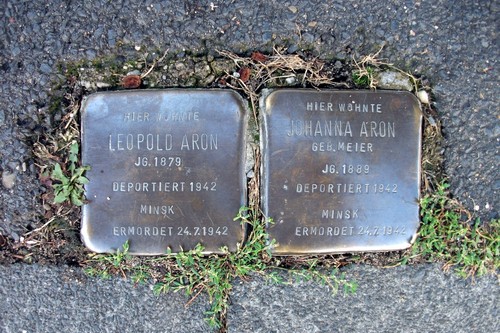 HIER WOHNTE
LEOPOLD ARON
JG. 1879
DEPORTIERT 1942
MINSK
ERMORDET 24.7.1942
HIER WOHNTE
JOHANNA ARON
GEB. MEIER
JG. 1889
DEPORTIERT 1942
MINSK
ERMORDET 24.7.1942